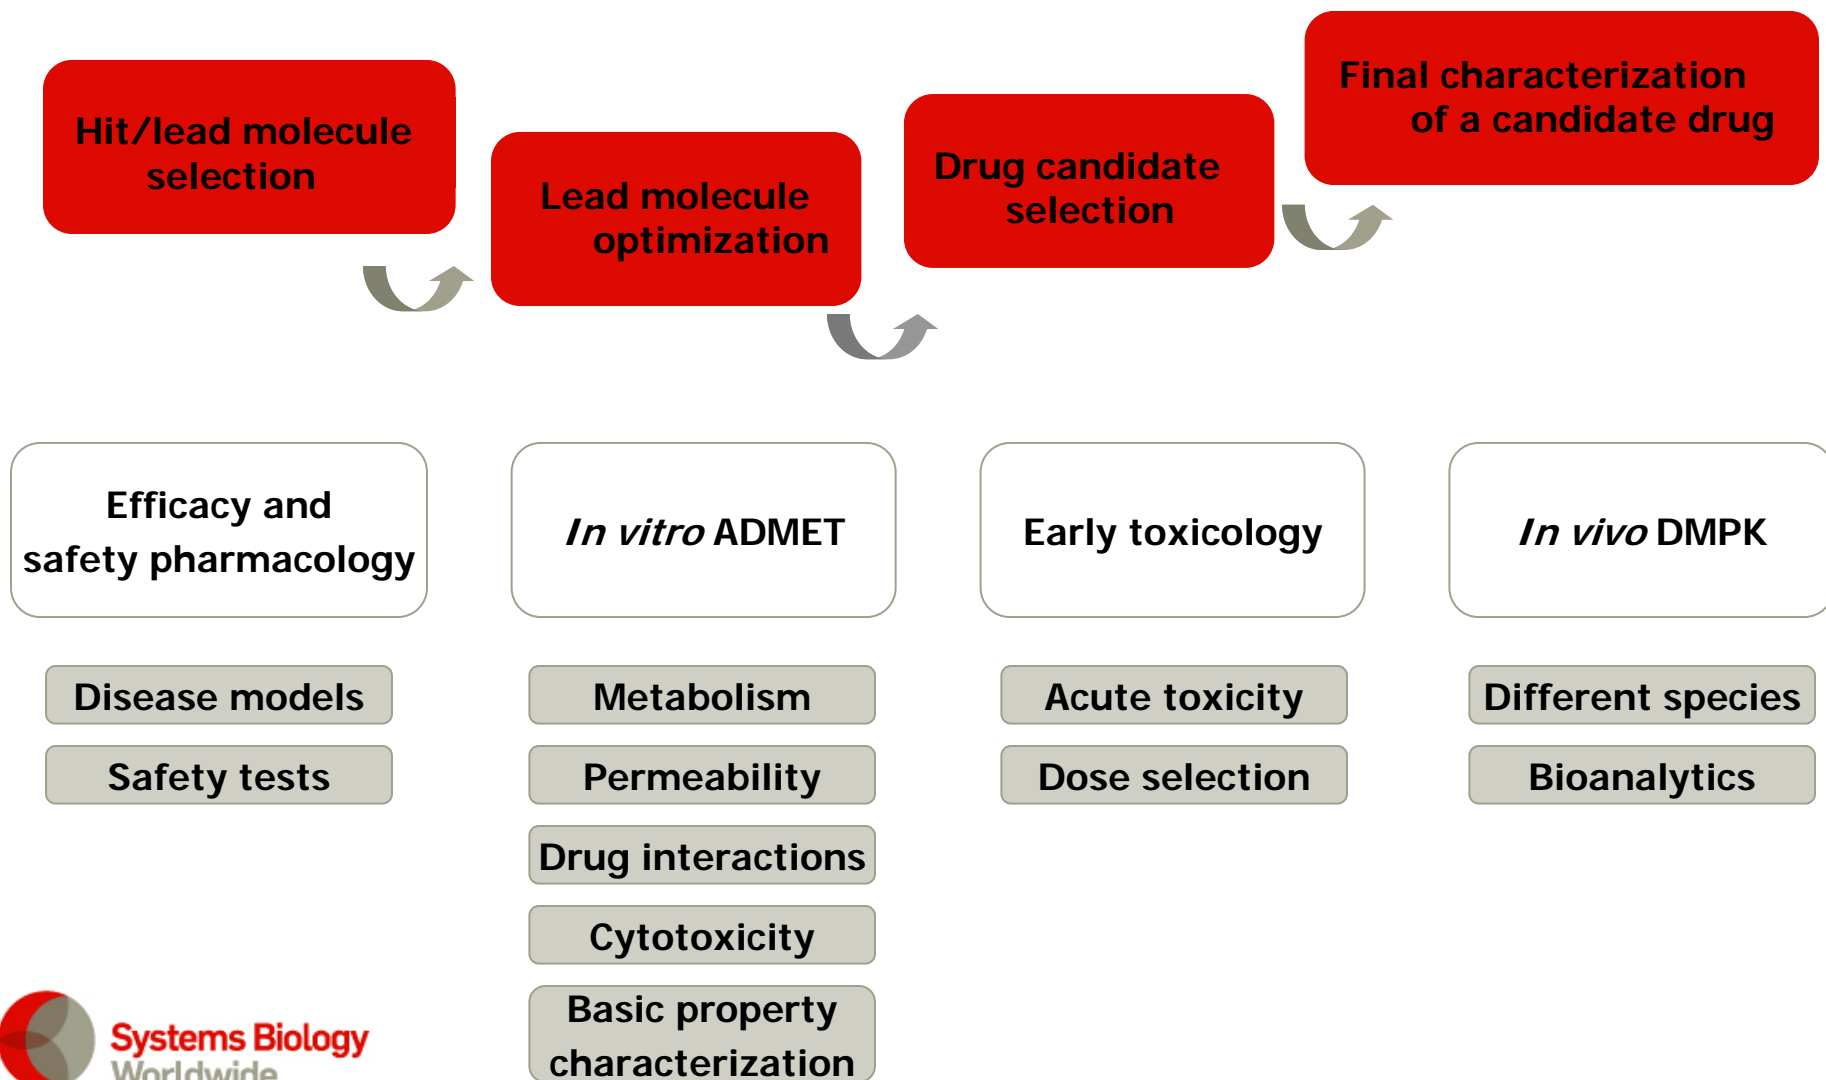 Hit/lead molecule
selection
Lead molecule
optimization
Drug candidate
selection
Final characterization
of a candidate drug
Efficacy and
safety pharmacology
Disease models
Safety tests
In vitro ADMET
Metabolism
Permeability
Drug interactions
Cytotoxicity
Basic property
characterization
Early toxicology
Acute toxicity
Dose selection
In vivo DMPK
Different species
Bioanalytics
Systems Biology
Worldwide